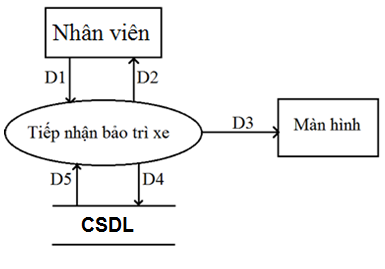 Nhân viên
D1
D2
Tiếp nhận bảo trì xe
D3
Màn hình
D5
D4
CSDL